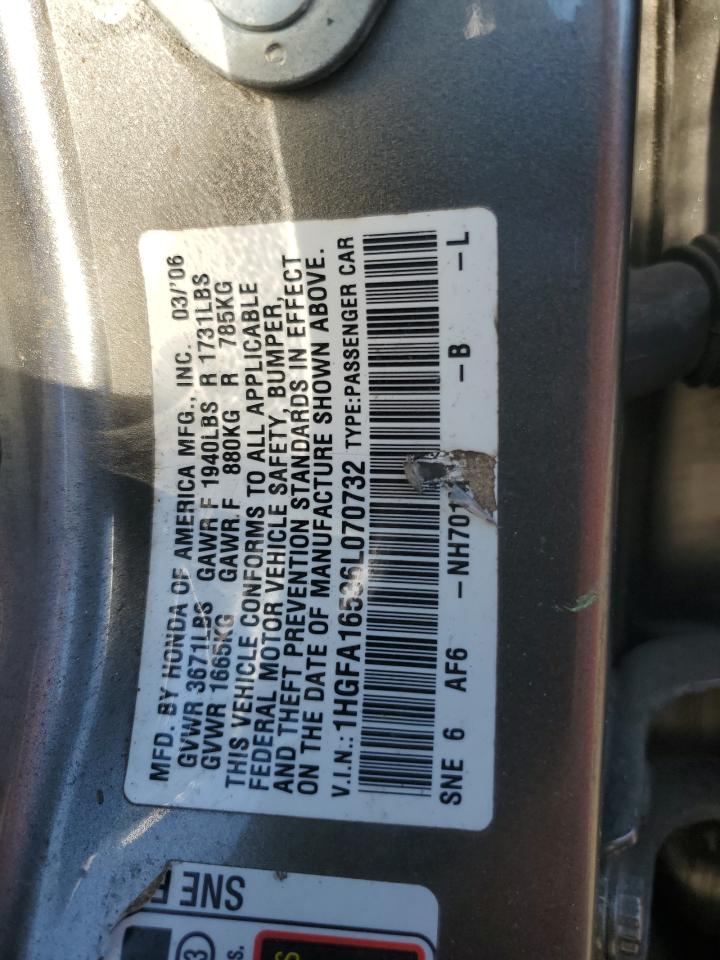 MFD. BY HONDA OF AMERICA MFG., INC. 03/'06
GVWR 3671LBS GAWR F 1940LBS R 1731LBS
GVWR 1665KG GAWR.F 880KG R 785KG
THIS VEHICLE CONFORMS TO ALL APPLICABLE
FEDERAL MOTOR VEHICLE SAFETY, BUMPER,
AND THEFT PREVENTION STANDARDS IN EFFECT
ON THE DATE OF MANUFACTURE SHOWN ABOVE.
V.I.N.: 1HGFA16536L070732 TYPE:PASSENGER CAR
SNE 6 AF6 -NH701 -B -L
SNE
3
s.
S